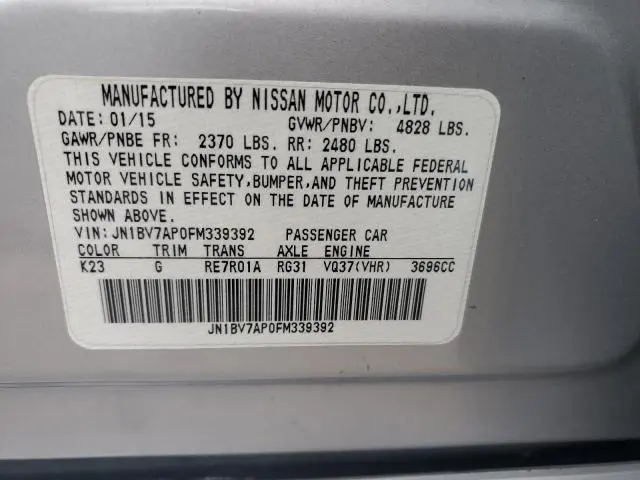 MANUFACTURED BY NISSAN MOTOR CO.,LTD.
DATE: 01/15 GVWR/PNBV: 4828 LBS.
GAWR/PNBE FR: 2370 LBS. RR: 2480 LBS.
THIS VEHICLE CONFORMS TO ALL APPLICABLE FEDERAL
MOTOR VEHICLE SAFETY,BUMPER,AND THEFT PREVENTION
STANDARDS IN EFFECT ON THE DATE OF MANUFACTURE
SHOWN ABOVE.
VIN: JN1BV7AP0FM339392 PASSENGER CAR
COLOR TRIM TRANS AXLE ENGINE
K23 G RE7R01A RG31 VQ37(VHR) 3696CC
JN1BV7AP0FM339392